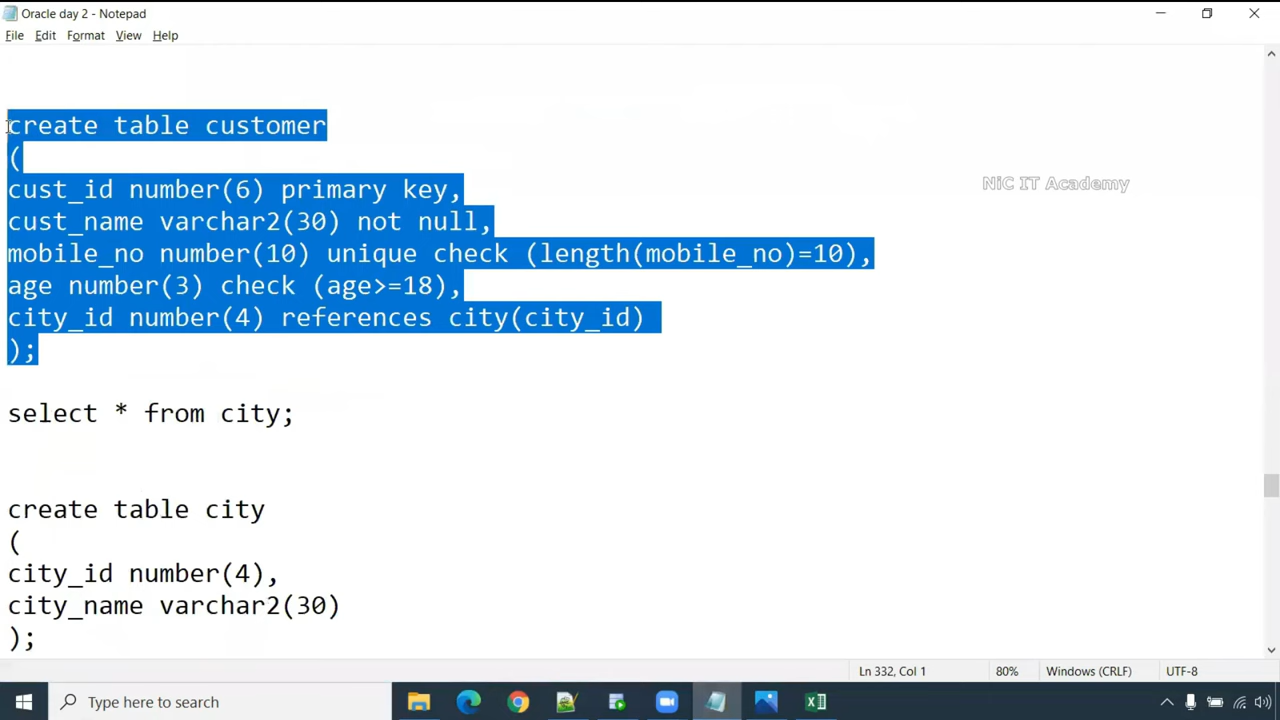 Oracle day 2 - Notepad
File Edit Format View Help
create table customer
(
cust_id number(6) primary key,
cust_name varchar2(30) not null,
mobile_no number(10) unique check (length(mobile_no)=10),
age number(3) check (age>=18),
city_id number(4) references city(city_id)
);
NiC IT Academy
select * from city;
create table city
(
city_id number(4),
city_name varchar2(30)
);
Ln 332, Col 1 80% Windows (CRLF) UTF-8
Type here to search